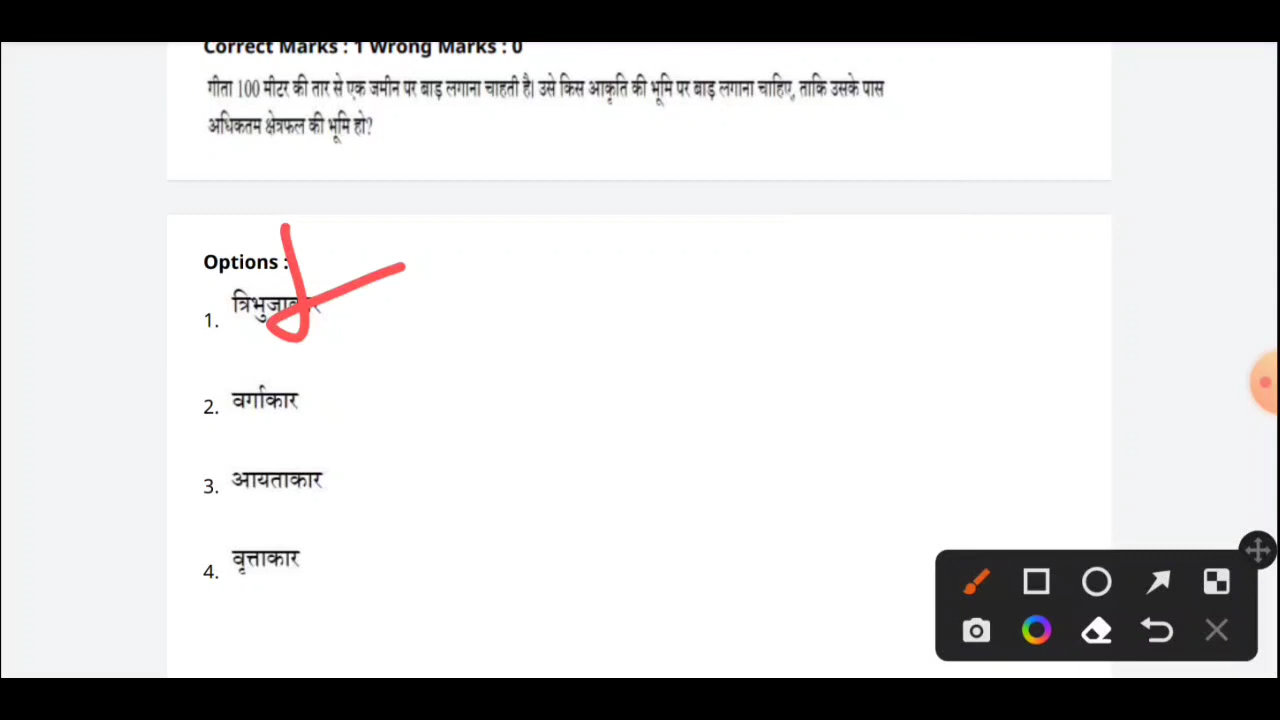 Correct Marks : 1 Wrong Marks : 0
गीता 100 मीटर की तार से एक जमीन पर बाड़ लगाना चाहती है। उसे किस आकृति की भूमि पर बाड़ लगाना चाहिए, ताकि उसके पास
अधिकतम क्षेत्रफल की भूमि हो?
Options :
1. त्रिभुजाकार
2. वर्गाकार
3. आयताकार
4. वृत्ताकार